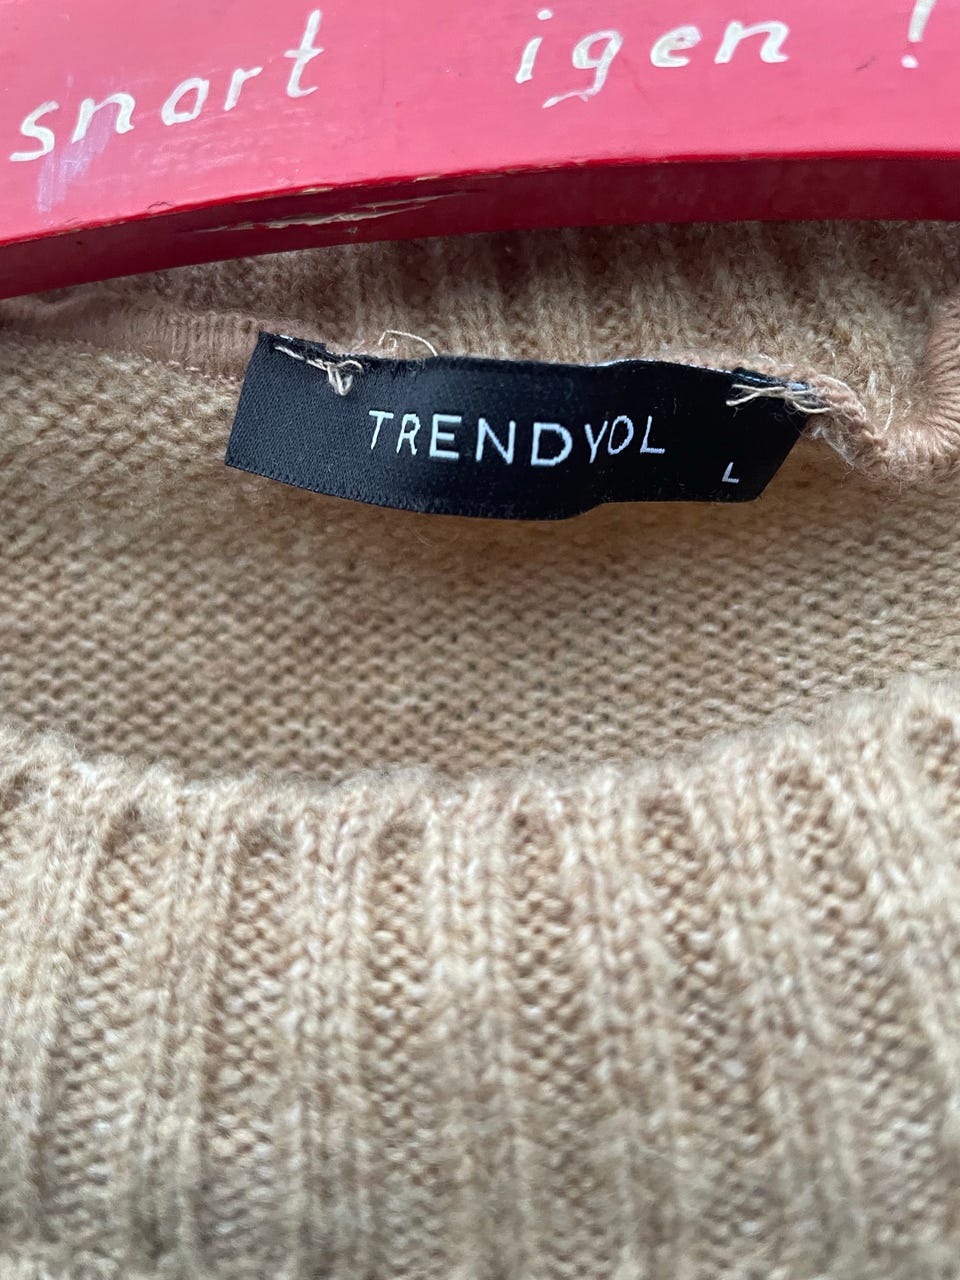 snart igen !
TRENDYOL
L